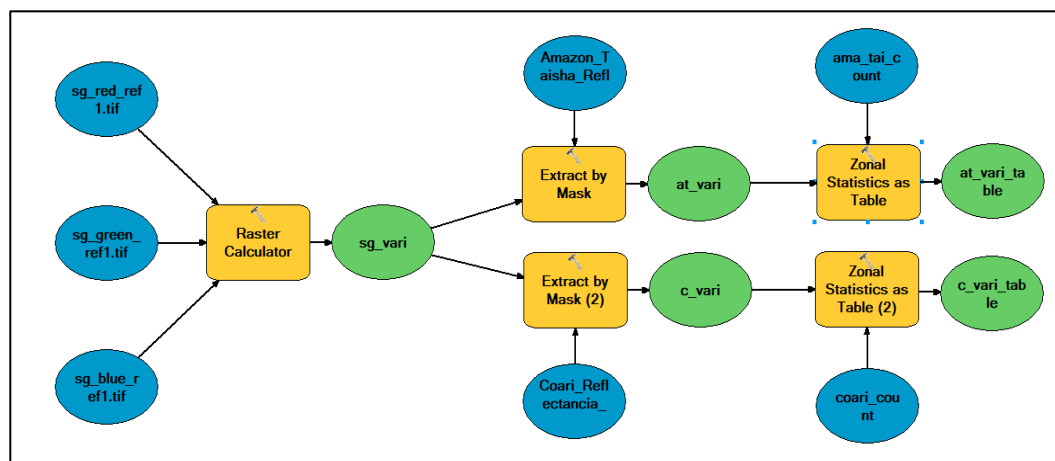 sg_red_ref
1.tif
sg_green_
ref1.tif
sg_blue_r
ef1.tif
Raster
Calculator
sg_vari
Amazon_T
aisha_Refl
Extract by
Mask
at_vari
ama_tai_c
ount
Zonal
Statistics as
Table
at_vari_ta
ble
Extract by
Mask (2)
c_vari
Zonal
Statistics as
Table (2)
c_vari_tab
le
Coari_Refl
ectancia_
coari_cou
nt